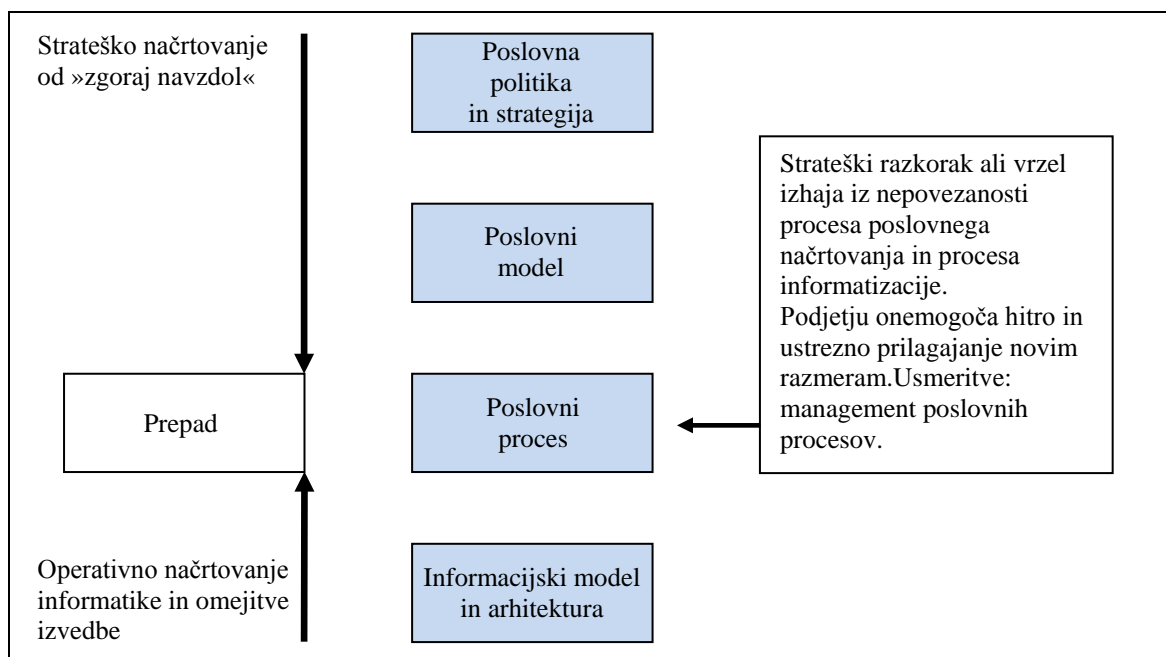 Strateško načrtovanje
od »zgoraj navzdol«
Poslovna
politika
in strategija
Poslovni
model
Strateški razkorak ali vrzel
izhaja iz nepovezanosti
procesa poslovnega
načrtovanja in procesa
informatizacije.
Podjetju onemogoča hitro in
ustrezno prilagajanje novim
razmeram.Usmeritve:
management poslovnih
procesov.
Prepad
Poslovni
proces
Operativno načrtovanje
informatike in omejitve
izvedbe
Informacijski model
in arhitektura